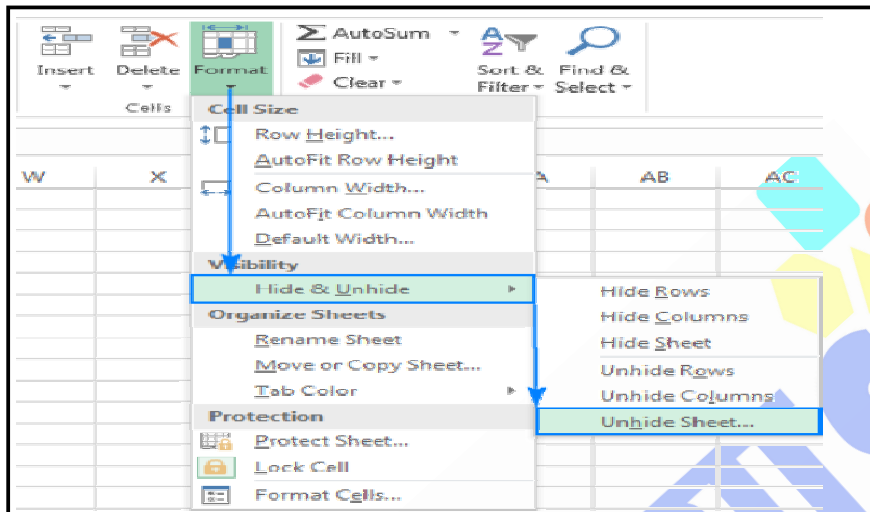 Insert Delete Format
Cells
AutoSum
Fill
Clear
Sort & Filter
Find & Select
W X AB AC
Cell Size
Row Height...
AutoFit Row Height
Column Width...
AutoFit Column Width
Default Width...
Visibility
Hide & Unhide
Organize Sheets
Rename Sheet
Move or Copy Sheet...
Tab Color
Protection
Protect Sheet...
Lock Cell
Format Cells...
Hide Rows
Hide Columns
Hide Sheet
Unhide Rows
Unhide Columns
Unhide Sheet...